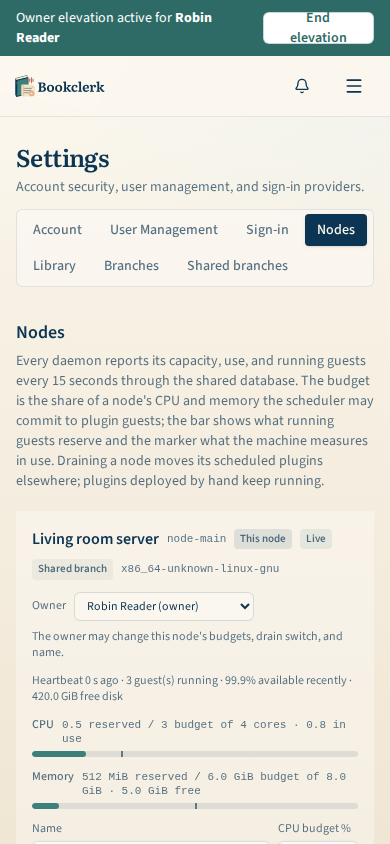 Owner elevation active for Robin
Reader
End
elevation
Bookclerk
Settings
Account security, user management, and sign-in providers.
Account User Management Sign-in Nodes
Library Branches Shared branches
Nodes
Every daemon reports its capacity, use, and running guests
every 15 seconds through the shared database. The budget
is the share of a node's CPU and memory the scheduler may
commit to plugin guests; the bar shows what running
guests reserve and the marker what the machine measures
in use. Draining a node moves its scheduled plugins
elsewhere; plugins deployed by hand keep running.
Living room server node-main This node Live
Shared branch x86_64-unknown-linux-gnu
Owner Robin Reader (owner)
The owner may change this node's budgets, drain switch, and
name.
Heartbeat 0 s ago · 3 guest(s) running · 99.9% available recently ·
420.0 GiB free disk
CPU 0.5 reserved / 3 budget of 4 cores · 0.8 in
use
Memory 512 MiB reserved / 6.0 GiB budget of 8.0
GiB · 5.0 GiB free
Name CPU budget %